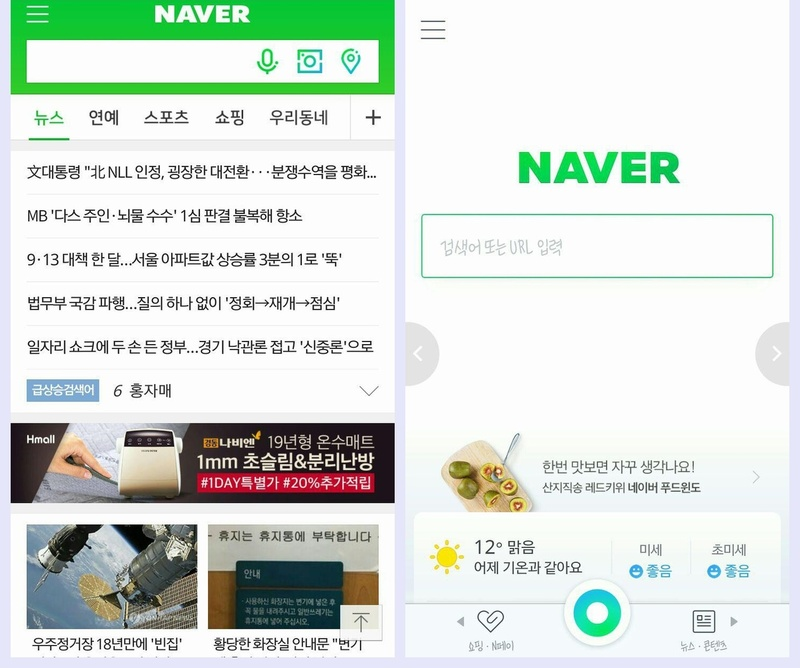 NAVER
뉴스 연예 스포츠 쇼핑 우리동네 +
文대통령 "北 NLL 인정, 굉장한 대전환···분쟁수역을 평화...
MB '다스 주인·뇌물 수수' 1심 판결 불복해 항소
9·13 대책 한 달...서울 아파트값 상승률 3분의 1로 '뚝'
법무부 국감 파행...질의 하나 없이 '정회→재개→점심'
일자리 쇼크에 두 손 든 정부...경기 낙관론 접고 '신중론'으로
급상승검색어 6 홍자매
Hmall
경동 나비엔 19년형 온수매트
1mm 초슬림&분리난방
#1DAY특별가 #20%추가적립
휴지는 휴지통에 부탁합니다
안내
우주정거장 18년만에 '빈집'
황당한 화장실 안내문 "변기
NAVER
검색어 또는 URL 입력
한번 맛보면 자꾸 생각나요!
산지직송 레드키위 네이버 푸드윈도
12° 맑음
어제 기온과 같아요
미세
좋음
초미세
좋음
쇼핑·N페이
뉴스·콘텐츠